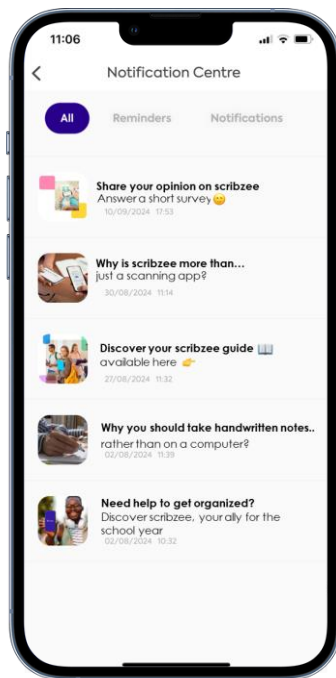 11:06
Notification Centre
All Reminders Notifications
Share your opinion on scribzee
Answer a short survey 😊
10/09/2024 17:53
Why is scribzee more than...
just a scanning app?
30/08/2024 11:14
Discover your scribzee guide 📖
available here 👉
27/08/2024 11:32
Why you should take handwritten notes..
rather than on a computer?
02/08/2024 11:39
Need help to get organized?
Discover scribzee, your ally for the
school year
02/08/2024 10:32